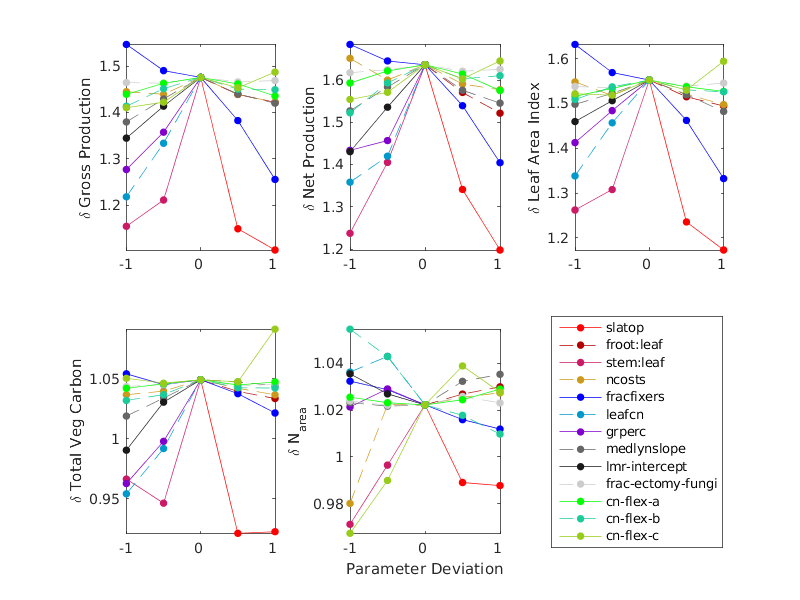 δ Gross Production
1.5
1.4
1.3
1.2
-1 0 1
δ Net Production
1.6
1.5
1.4
1.3
1.2
-1 0 1
δ Leaf Area Index
1.6
1.5
1.4
1.3
1.2
-1 0 1
δ Total Veg Carbon
1.05
1
0.95
-1 0 1
δ N_area
1.04
1.02
1
0.98
-1 0 1
Parameter Deviation
slatop
froot:leaf
stem:leaf
ncosts
fracfixers
leafcn
grperc
medlynslope
lmr-intercept
frac-ectomy-fungi
cn-flex-a
cn-flex-b
cn-flex-c